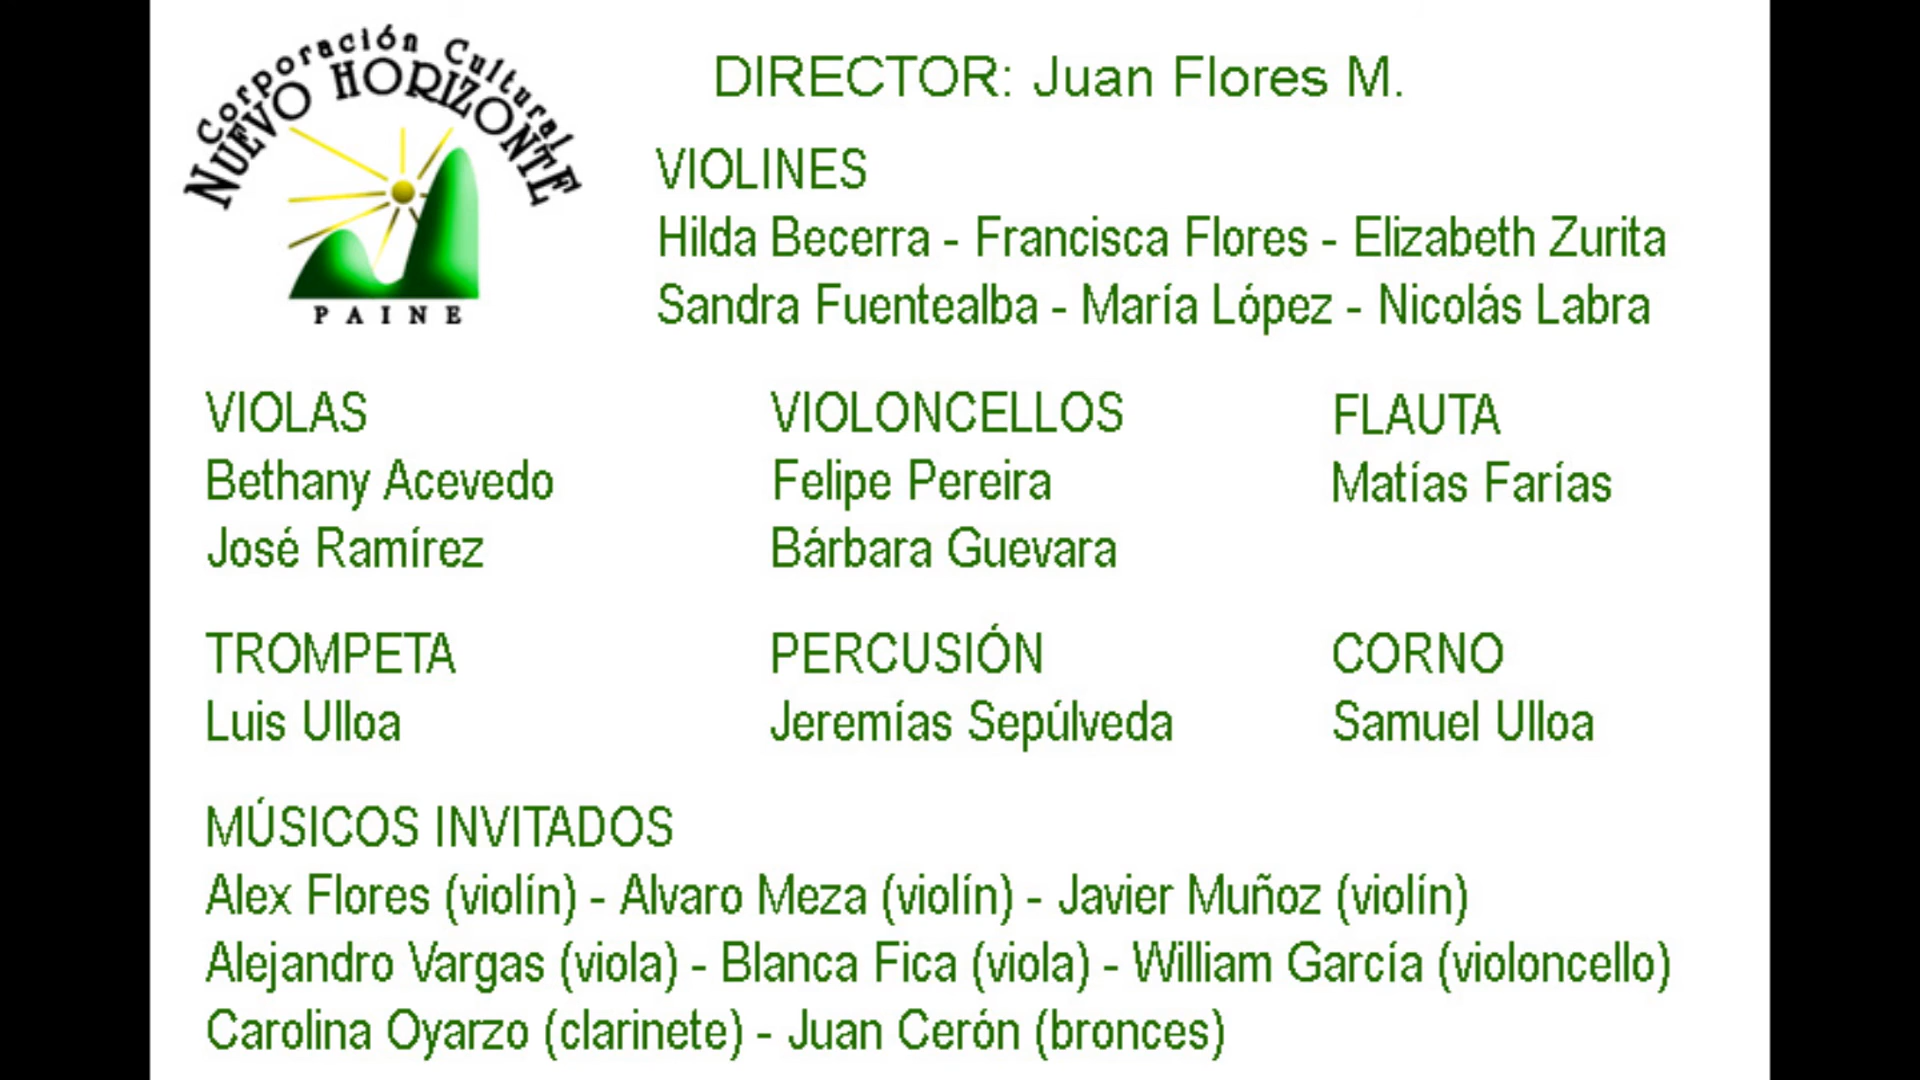 Corporación Cultural
NUEVO HORIZONTE
PAINE
DIRECTOR: Juan Flores M.
VIOLINES
Hilda Becerra - Francisca Flores - Elizabeth Zurita
Sandra Fuentealba - María López - Nicolás Labra
VIOLAS
Bethany Acevedo
José Ramírez
VIOLONCELLOS
Felipe Pereira
Bárbara Guevara
FLAUTA
Matías Farías
TROMPETA
Luis Ulloa
PERCUSIÓN
Jeremías Sepúlveda
CORNO
Samuel Ulloa
MÚSICOS INVITADOS
Alex Flores (violín) - Alvaro Meza (violín) - Javier Muñoz (violín)
Alejandro Vargas (viola) - Blanca Fica (viola) - William García (violoncello)
Carolina Oyarzo (clarinete) - Juan Cerón (bronces)